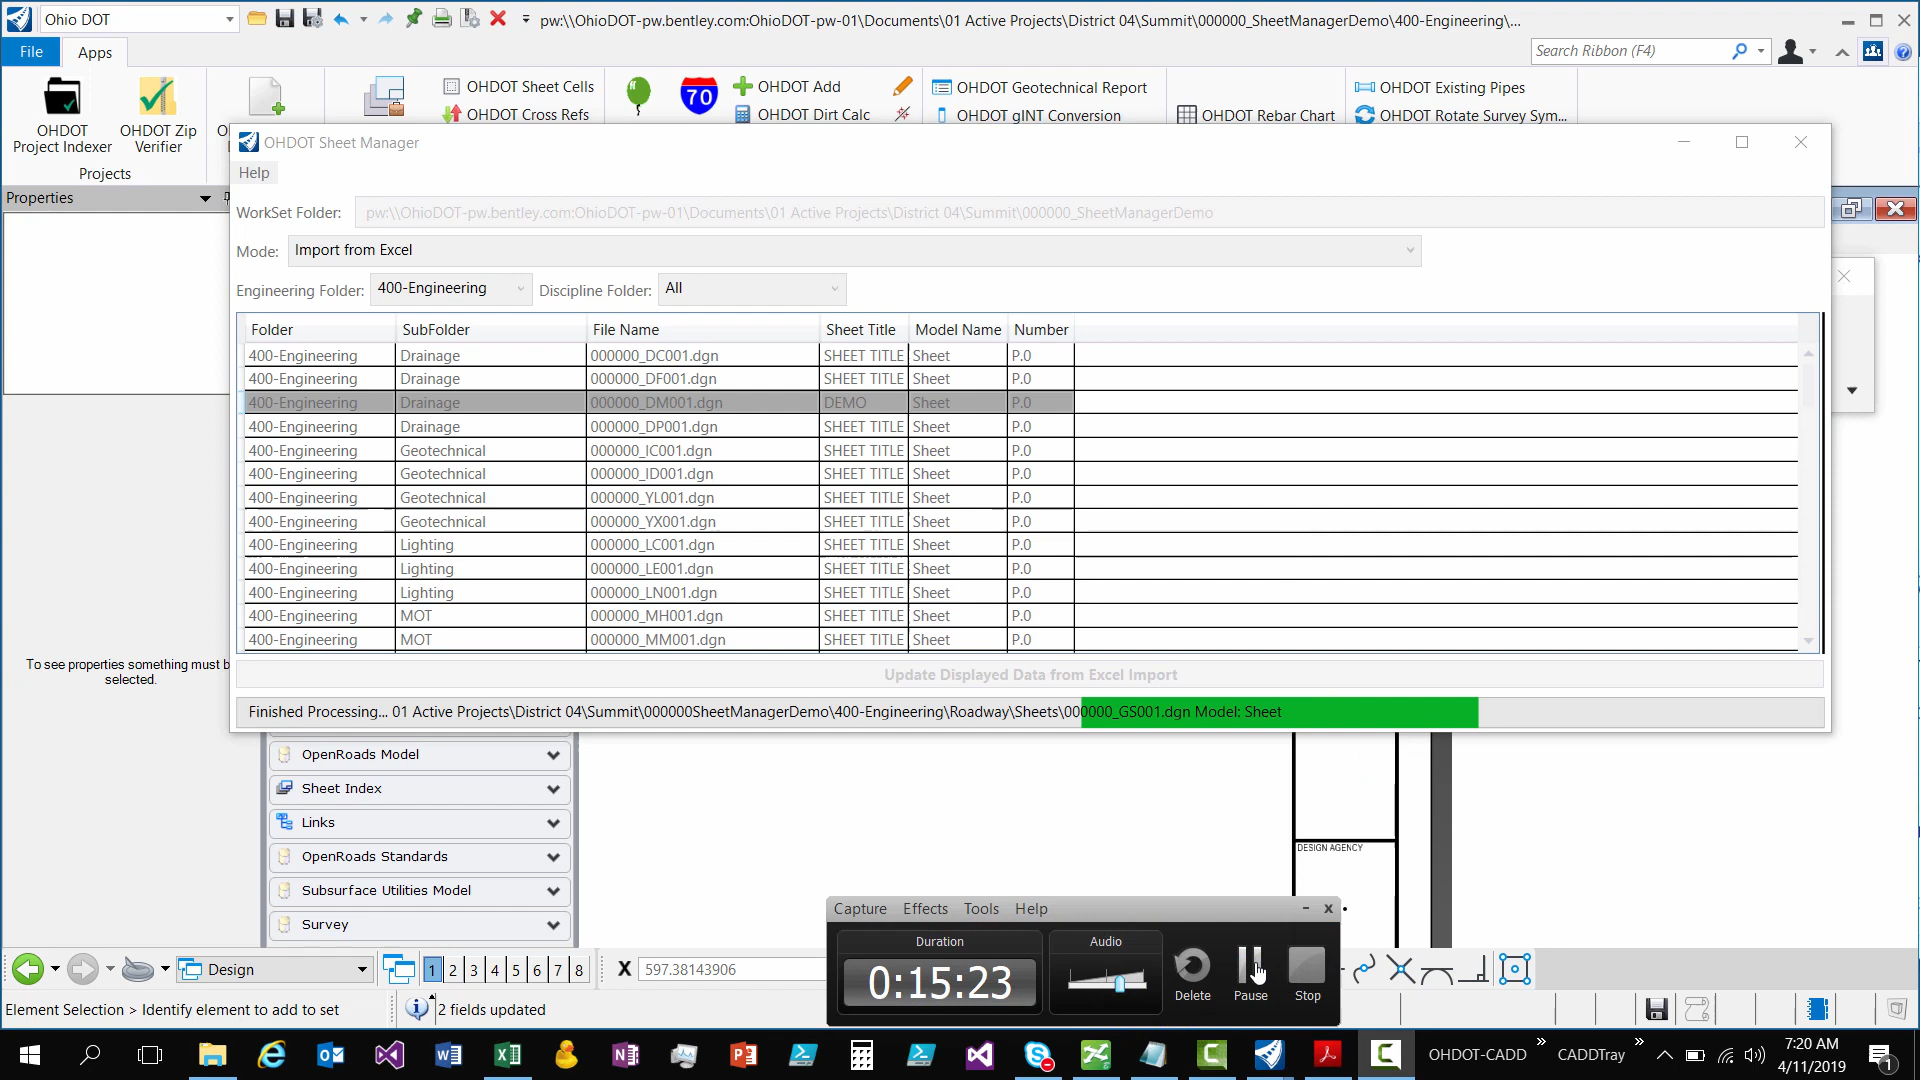 Ohio DOT
pw:\\OhioDOT-pw.bentley.com:OhioDOT-pw-01\Documents\01 Active Projects\District 04\Summit\000000_SheetManagerDemo\400-Engineering\...
File
Apps
Search Ribbon (F4)
OHDOT
Project Indexer
OHDOT Zip
Verifier
Projects
OHDOT Sheet Cells
OHDOT Cross Refs
70
OHDOT Add
OHDOT Dirt Calc
OHDOT Geotechnical Report
OHDOT gINT Conversion
OHDOT Rebar Chart
OHDOT Existing Pipes
OHDOT Rotate Survey Sym...
Properties
To see properties something must b
selected.
OHDOT Sheet Manager
Help
WorkSet Folder: pw:\\OhioDOT-pw.bentley.com:OhioDOT-pw-01\Documents\01 Active Projects\District 04\Summit\000000_SheetManagerDemo
Mode: Import from Excel
Engineering Folder: 400-Engineering Discipline Folder: All
Folder SubFolder File Name Sheet Title Model Name Number
400-Engineering Drainage 000000_DC001.dgn SHEET TITLE Sheet P.0
400-Engineering Drainage 000000_DF001.dgn SHEET TITLE Sheet P.0
400-Engineering Drainage 000000_DM001.dgn DEMO Sheet P.0
400-Engineering Drainage 000000_DP001.dgn SHEET TITLE Sheet P.0
400-Engineering Geotechnical 000000_IC001.dgn SHEET TITLE Sheet P.0
400-Engineering Geotechnical 000000_ID001.dgn SHEET TITLE Sheet P.0
400-Engineering Geotechnical 000000_YL001.dgn SHEET TITLE Sheet P.0
400-Engineering Geotechnical 000000_YX001.dgn SHEET TITLE Sheet P.0
400-Engineering Lighting 000000_LC001.dgn SHEET TITLE Sheet P.0
400-Engineering Lighting 000000_LE001.dgn SHEET TITLE Sheet P.0
400-Engineering Lighting 000000_LN001.dgn SHEET TITLE Sheet P.0
400-Engineering MOT 000000_MH001.dgn SHEET TITLE Sheet P.0
400-Engineering MOT 000000_MM001.dgn SHEET TITLE Sheet P.0
Update Displayed Data from Excel Import
Finished Processing... 01 Active Projects\District 04\Summit\000000SheetManagerDemo\400-Engineering\Roadway\Sheets\000000_GS001.dgn Model: Sheet
OpenRoads Model
Sheet Index
Links
OpenRoads Standards
Subsurface Utilities Model
Survey
DESIGN AGENCY
Capture Effects Tools Help
Duration
0:15:23
Audio
Delete
Pause
Stop
Design
1 2 3 4 5 6 7 8
X 597.38143906
Element Selection > Identify element to add to set
2 fields updated
OHDOT-CADD
CADDTray
7:20 AM
4/11/2019
1